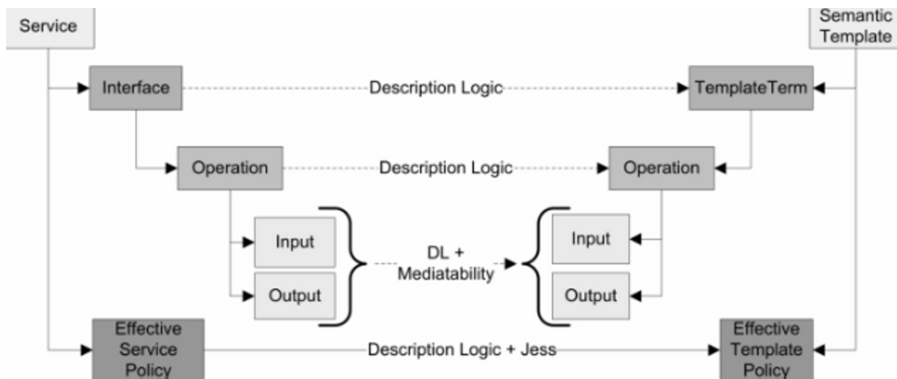 Service
Semantic
Template
Interface
Description Logic
TemplateTerm
Operation
Description Logic
Operation
Input
Output
DL +
Mediatability
Input
Output
Effective
Service
Policy
Description Logic + Jess
Effective
Template
Policy